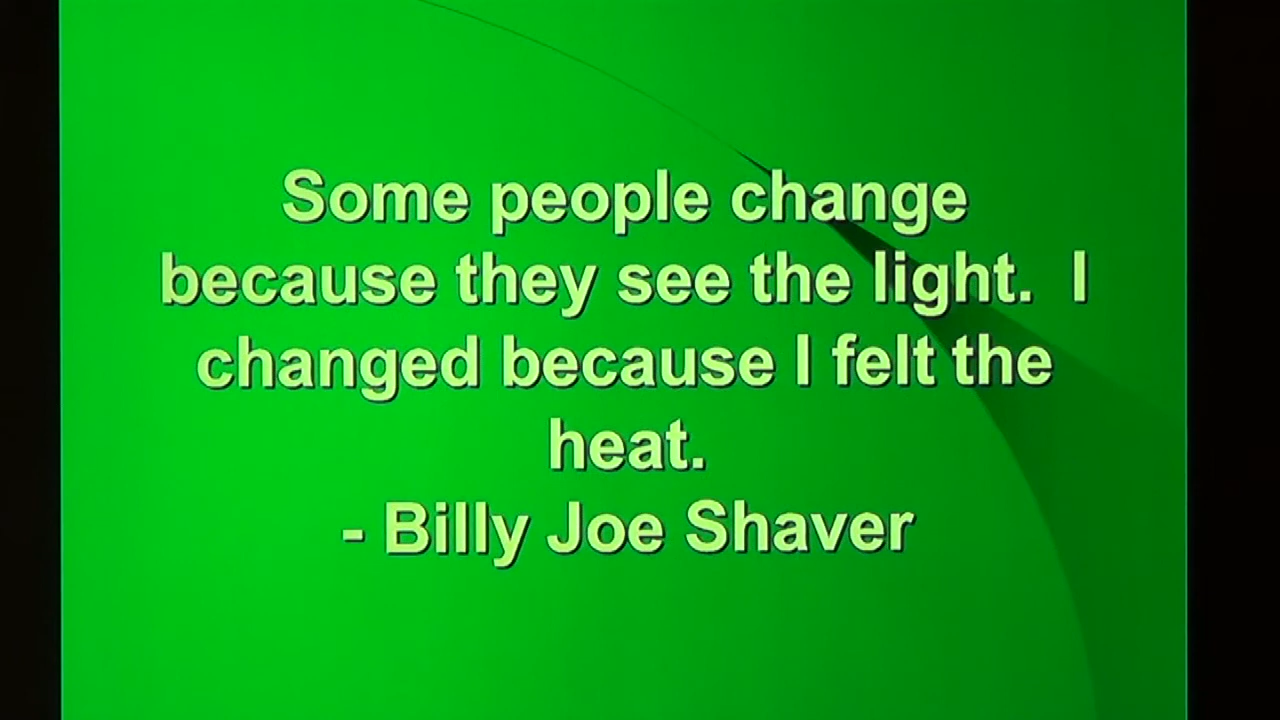 Some people change
because they see the light.  I
changed because I felt the
heat.
- Billy Joe Shaver